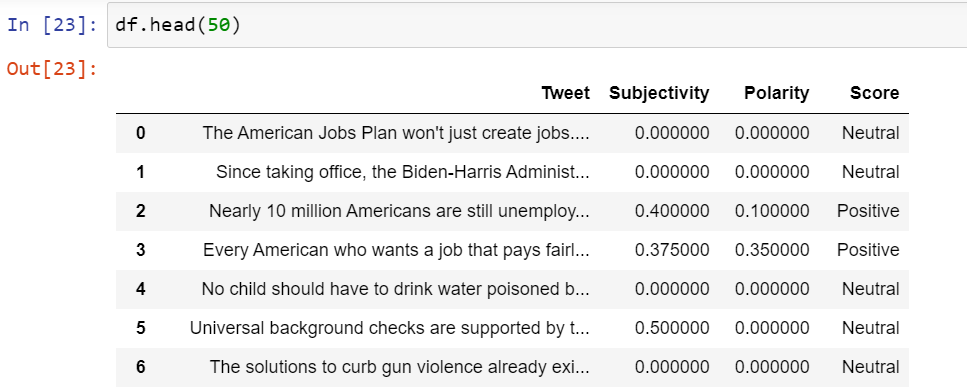 In [23]: df.head(50)
Out[23]:
Tweet Subjectivity Polarity Score
0 The American Jobs Plan won't just create jobs.... 0.000000 0.000000 Neutral
1 Since taking office, the Biden-Harris Administ... 0.000000 0.000000 Neutral
2 Nearly 10 million Americans are still unemploy... 0.400000 0.100000 Positive
3 Every American who wants a job that pays fairl... 0.375000 0.350000 Positive
4 No child should have to drink water poisoned b... 0.000000 0.000000 Neutral
5 Universal background checks are supported by t... 0.500000 0.000000 Neutral
6 The solutions to curb gun violence already exi... 0.000000 0.000000 Neutral